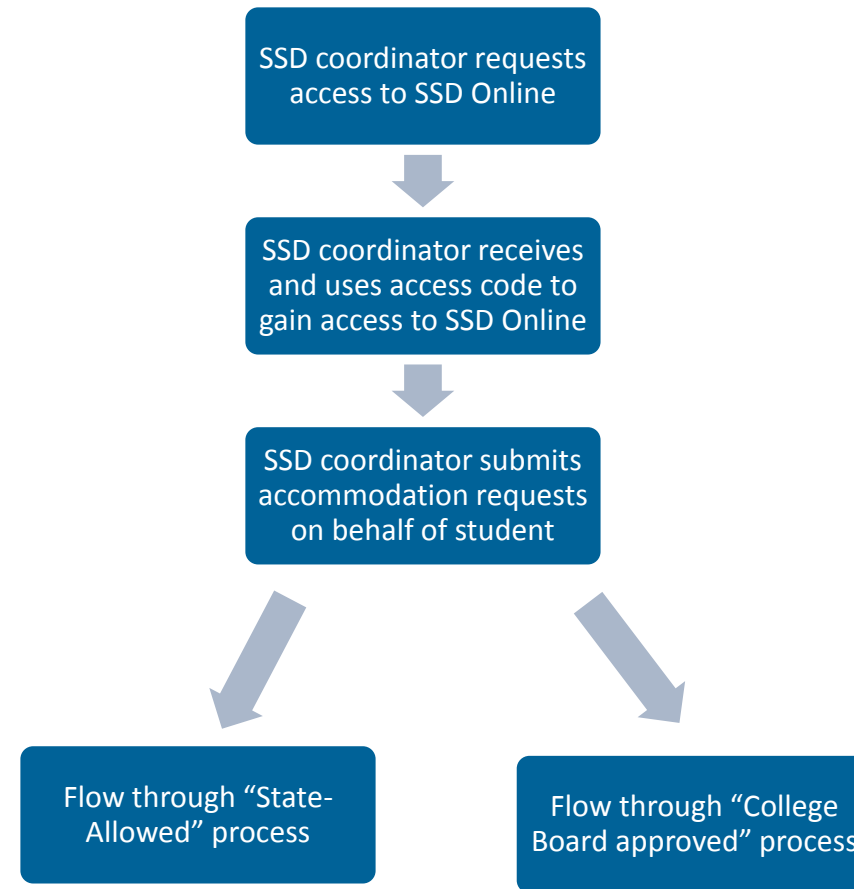 SSD coordinator requests
access to SSD Online
SSD coordinator receives
and uses access code to
gain access to SSD Online
SSD coordinator submits
accommodation requests
on behalf of student
Flow through “State-
Allowed” process
Flow through “College
Board approved” process